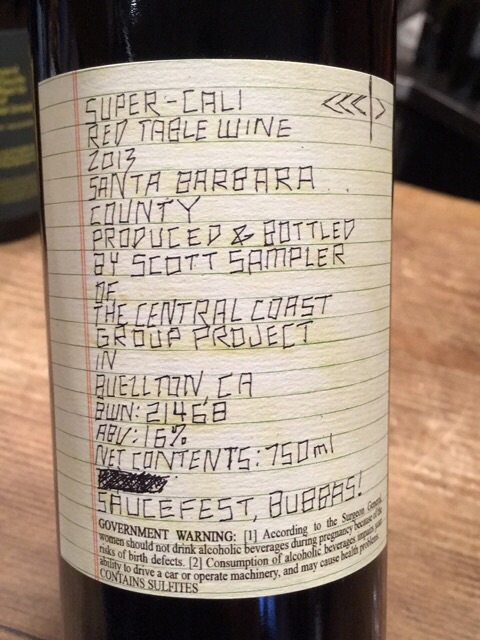 SUPER-CALI
RED TABLE WINE
2013
SANTA BARBARA . .
COUNTY
PRODUCED & BOTTLED
BY SCOTT SAMPLER
OF
THE CENTRAL COAST
GROUP PROJECT
IN
BUELLTON, CA
BWN: 21468
ABV: 16%
NET CONTENTS: 750ml
SAUCEFEST, BUBBAS!
GOVERNMENT WARNING: [1] According to the Surgeon General,
women should not drink alcoholic beverages during pregnancy because of the
risks of birth defects. [2] Consumption of alcoholic beverages impairs your
ability to drive a car or operate machinery, and may cause health problems.
CONTAINS SULFITES